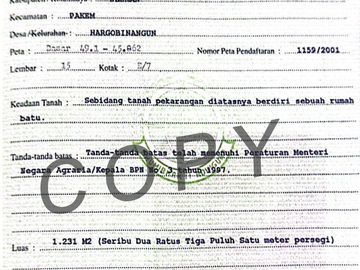 Kecamatan : PAKEM
Desa/Kelurahan : HARGOBINANGUN
Peta : Dasar 49.1 - 45.862 Nomor Peta Pendaftaran : 1159/2001
Lembar : 15 Kotak : E/7
Keadaan Tanah : Sebidang tanah pekarangan diatasnya berdiri sebuah rumah
batu.
Tanda-tanda batas : Tanda-tanda batas telah memenuhi Peraturan Menteri
Negara Agraria/Kepala BPN No. 3 tahun 1997.
COPY
Luas : 1.231 M2 (Seribu Dua Ratus Tiga Puluh Satu meter persegi)